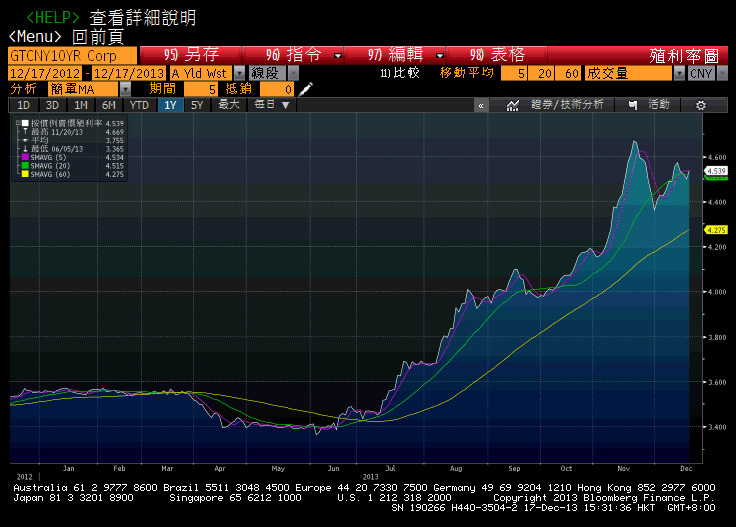 <HELP> 查看詳細說明
<Menu> 回前頁
GTCNY10YR Corp 95) 另存 96) 指令 97) 編輯 98) 表格 殖利率圖
12/17/2012 - 12/17/2013 A Yld Wst 線段 11) 比較 移動平均 5 20 60 成交量 CNY
分析 簡單MA 期間 5 抵銷 0
1D 3D 1M 6M YTD 1Y 5Y 最大 每日 ▼ « 證券/技術分析 活動
按慣例賣價殖利率 4.539
最高 11/20/13 4.669
平均 3.755
最低 06/05/13 3.365
SMAVG (5) 4.534
SMAVG (20) 4.515
SMAVG (60) 4.275
4.600
4.539
4.400
4.275
4.200
4.000
3.800
3.600
3.400
Jan Feb Mar Apr May Jun Jul Aug Sep Oct Nov Dec
2012 2013
Australia 61 2 9777 8600 Brazil 5511 3048 4500 Europe 44 20 7330 7500 Germany 49 69 9204 1210 Hong Kong 852 2977 6000
Japan 81 3 3201 8900 Singapore 65 6212 1000 U.S. 1 212 318 2000 Copyright 2013 Bloomberg Finance L.P.
SN 190266 H440-3504-2 17-Dec-13 15:31:36 HKT GMT+8:00